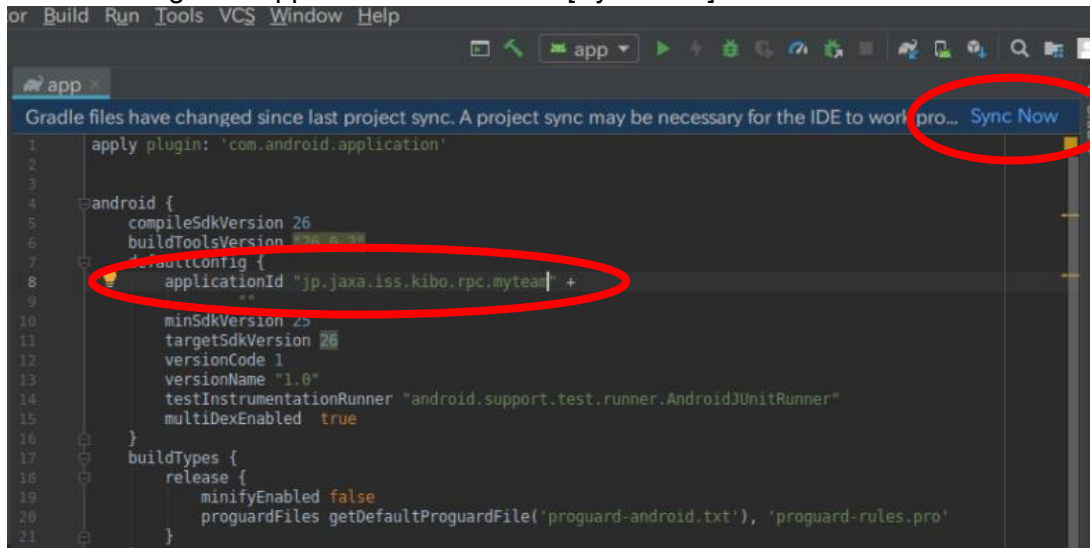 or Build Run Tools VCS Window Help
app
app
Gradle files have changed since last project sync. A project sync may be necessary for the IDE to work pro... Sync Now
1 apply plugin: 'com.android.application'
2
3
4 android {
5 compileSdkVersion 26
6 buildToolsVersion "26.0.2"
7 defaultConfig {
8 applicationId "jp.jaxa.iss.kibo.rpc.myteam" +
9 ""
10 minSdkVersion 25
11 targetSdkVersion 26
12 versionCode 1
13 versionName "1.0"
14 testInstrumentationRunner "android.support.test.runner.AndroidJUnitRunner"
15 multiDexEnabled true
16 }
17 buildTypes {
18 release {
19 minifyEnabled false
20 proguardFiles getDefaultProguardFile('proguard-android.txt'), 'proguard-rules.pro'
21 }